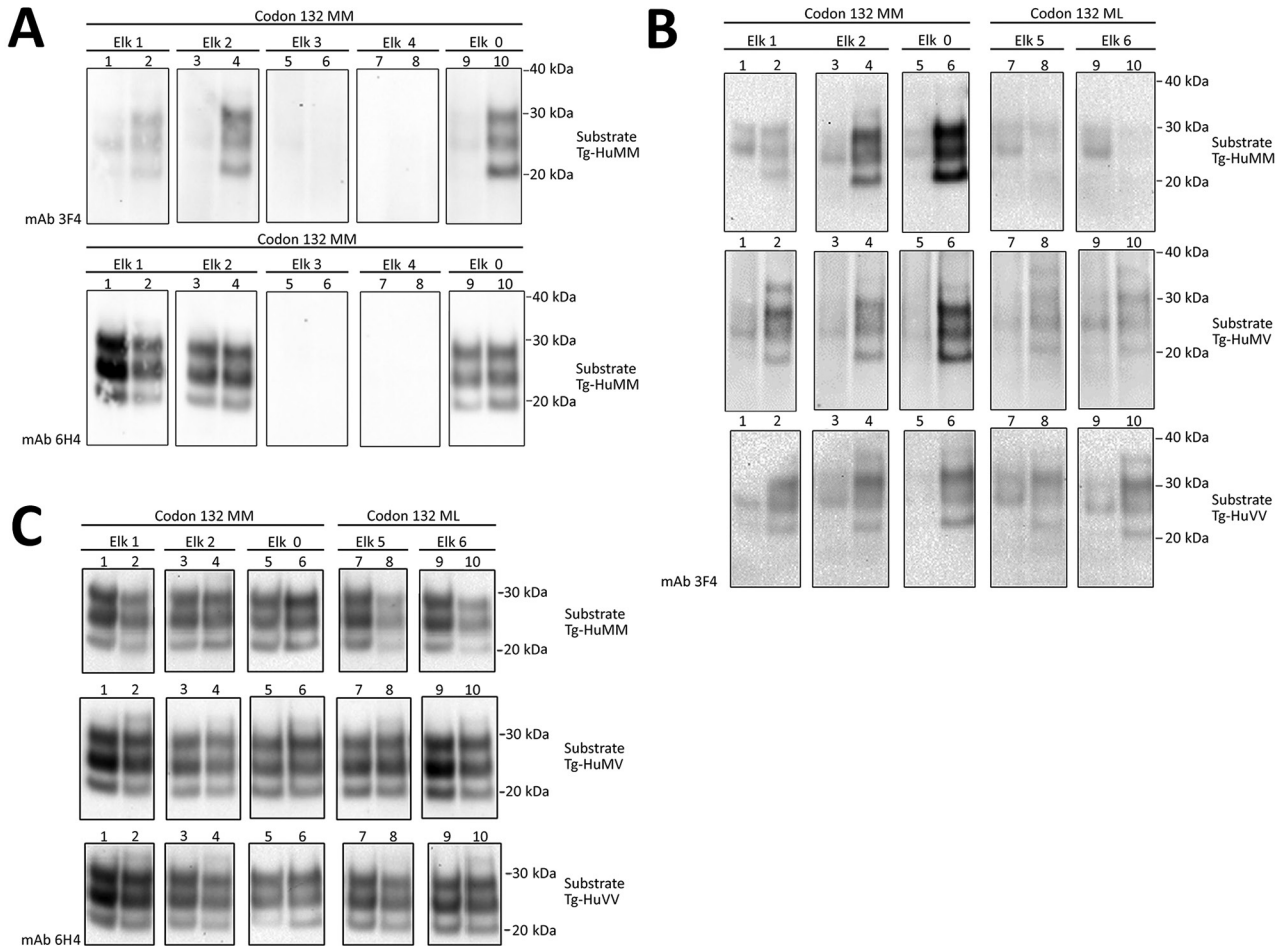 A
Codon 132 MM
Elk 1 Elk 2 Elk 3 Elk 4 Elk 0
1 2 3 4 5 6 7 8 9 10
40 kDa
30 kDa
Substrate
Tg-HuMM
20 kDa
mAb 3F4
Codon 132 MM
Elk 1 Elk 2 Elk 3 Elk 4 Elk 0
1 2 3 4 5 6 7 8 9 10
40 kDa
30 kDa
Substrate
Tg-HuMM
20 kDa
mAb 6H4
B
Codon 132 MM Codon 132 ML
Elk 1 Elk 2 Elk 0 Elk 5 Elk 6
1 2 3 4 5 6 7 8 9 10
40 kDa
30 kDa
Substrate
Tg-HuMM
20 kDa
1 2 3 4 5 6 7 8 9 10
40 kDa
30 kDa
Substrate
Tg-HuMV
20 kDa
1 2 3 4 5 6 7 8 9 10
40 kDa
30 kDa
Substrate
Tg-HuVV
20 kDa
mAb 3F4
C
Codon 132 MM Codon 132 ML
Elk 1 Elk 2 Elk 0 Elk 5 Elk 6
1 2 3 4 5 6 7 8 9 10
30 kDa
Substrate
Tg-HuMM
20 kDa
1 2 3 4 5 6 7 8 9 10
30 kDa
Substrate
Tg-HuMV
20 kDa
1 2 3 4 5 6 7 8 9 10
30 kDa
Substrate
Tg-HuVV
20 kDa
mAb 6H4